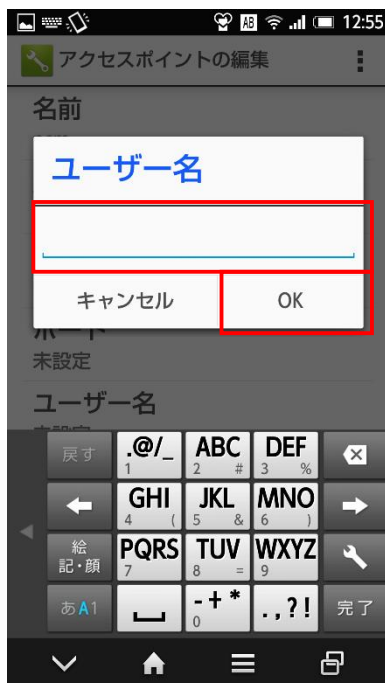 12:55
アクセスポイントの編集
名前
ユーザー名
キャンセル OK
ポート
未設定
ユーザー名
戻す .@/_ 1 ABC 2 # DEF 3 %
GHI 4 ( JKL 5 & MNO 6 )
絵記・顔 PQRS 7 TUV 8 = WXYZ 9
あA1 - + * 0 . , ? ! 完了